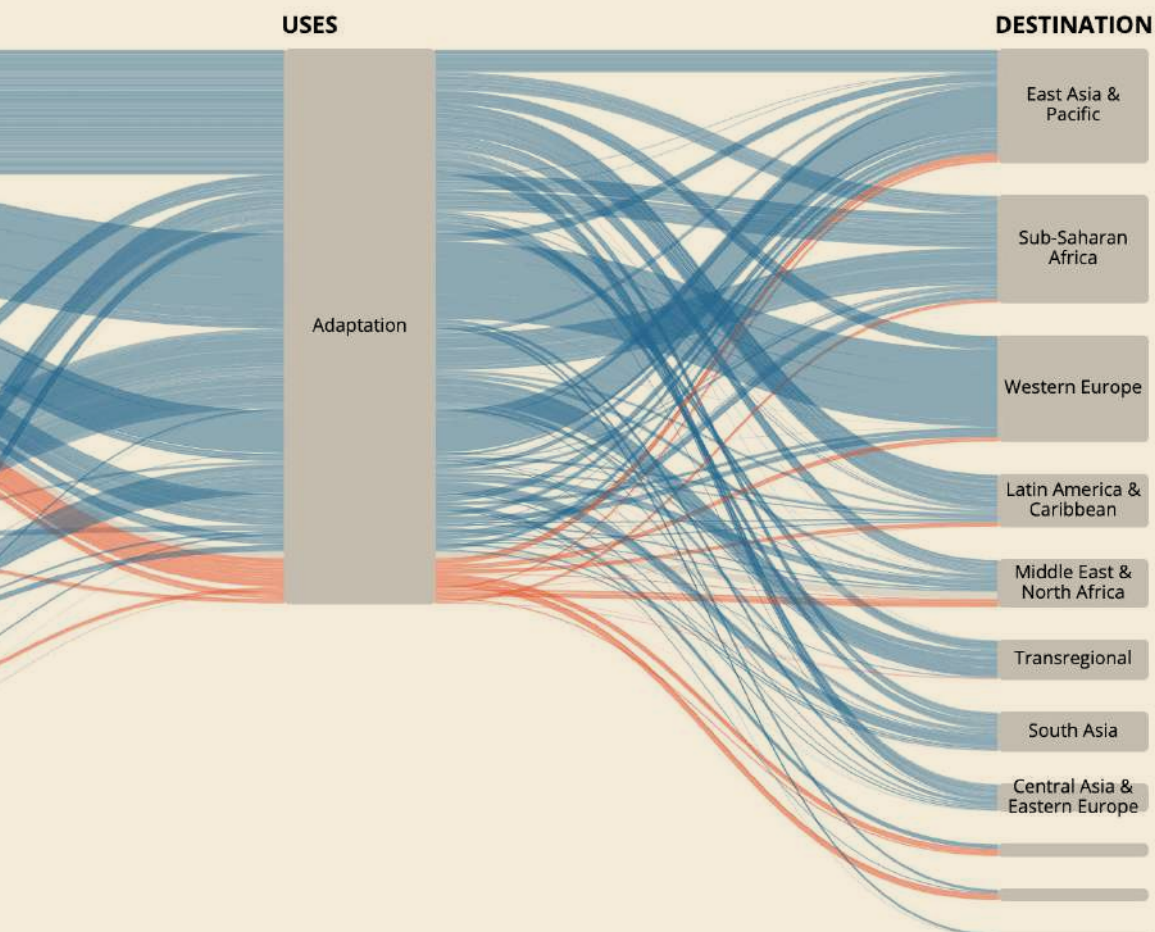 USES
DESTINATION
Adaptation
East Asia &
Pacific
Sub-Saharan
Africa
Western Europe
Latin America &
Caribbean
Middle East &
North Africa
Transregional
South Asia
Central Asia &
Eastern Europe